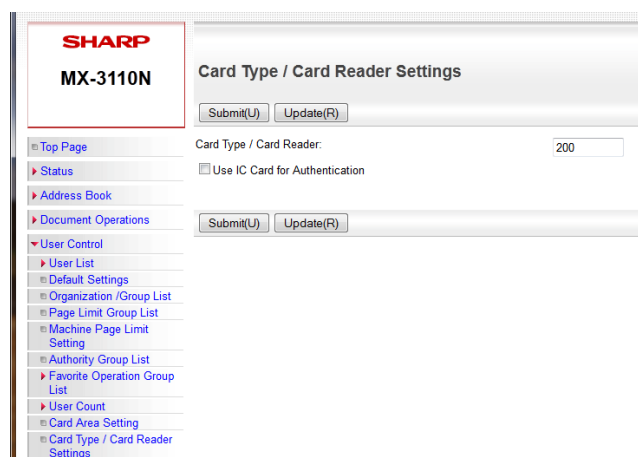 SHARP
MX-3110N
Card Type / Card Reader Settings
Submit(U) Update(R)
Card Type / Card Reader: 200
Use IC Card for Authentication
Submit(U) Update(R)
Top Page
Status
Address Book
Document Operations
User Control
User List
Default Settings
Organization /Group List
Page Limit Group List
Machine Page Limit
Setting
Authority Group List
Favorite Operation Group
List
User Count
Card Area Setting
Card Type / Card Reader
Settings